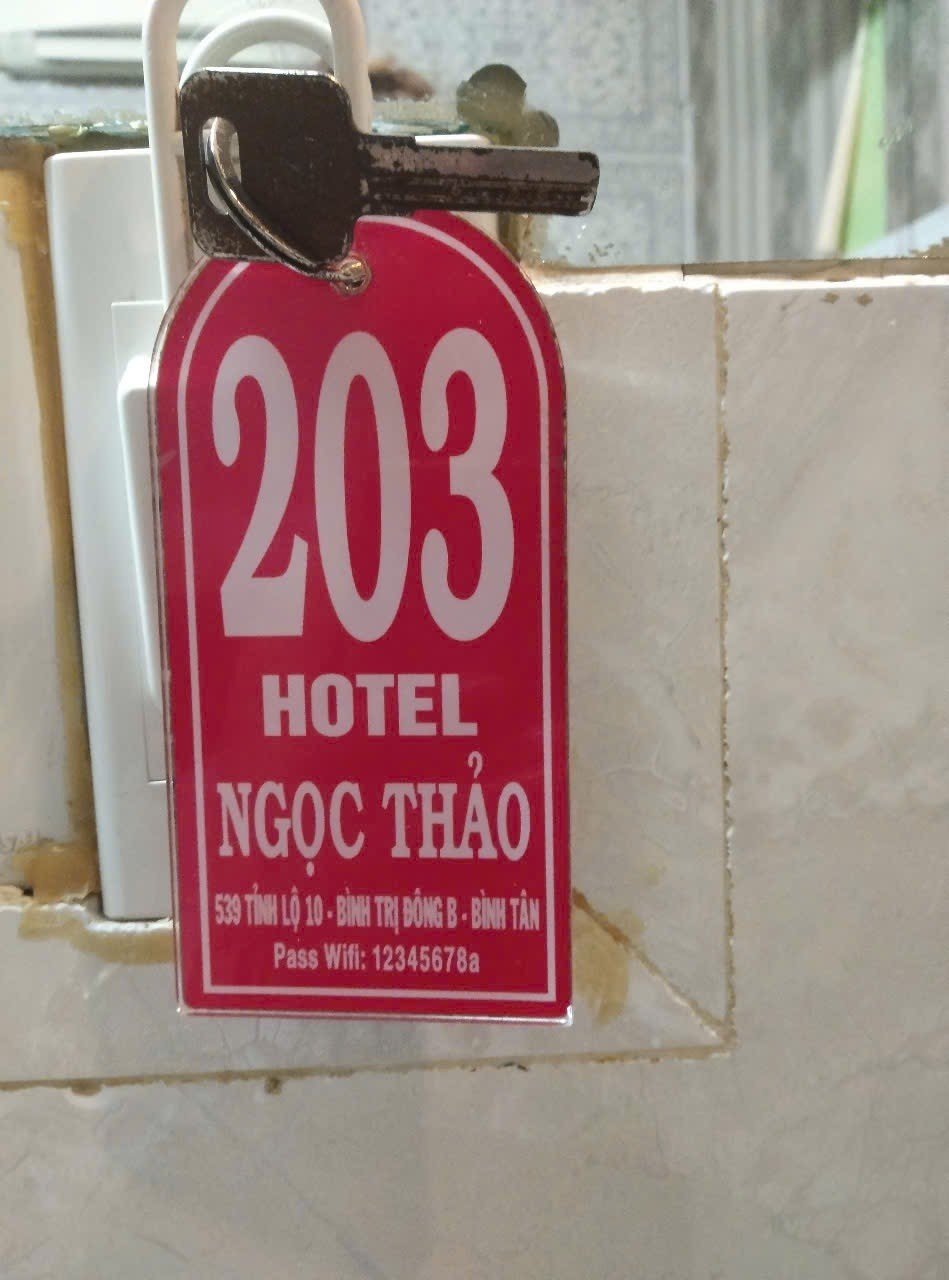 203
HOTEL
NGỌC THẢO
539 TỈNH LỘ 10 - BÌNH TRỊ ĐÔNG B - BÌNH TÂN
Pass Wifi: 12345678a